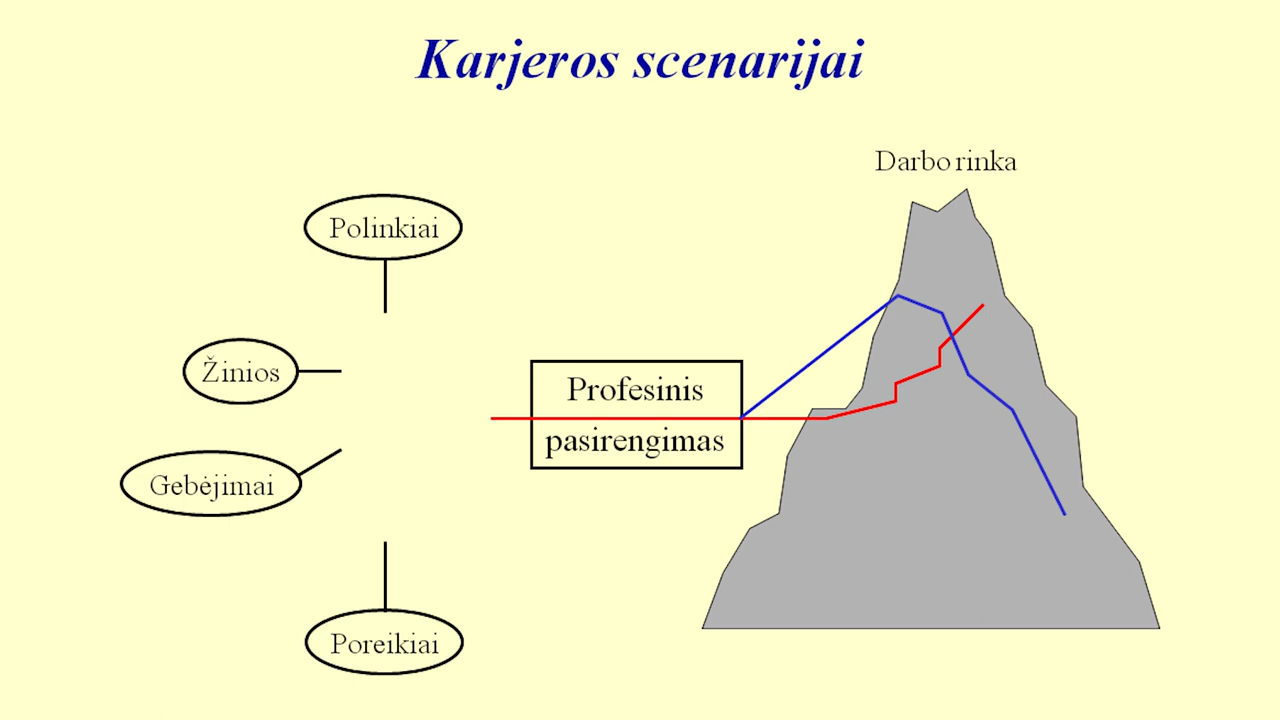 Karjeros scenarijai
Darbo rinka
Polinkiai
Žinios
Profesinis
pasirengimas
Gebėjimai
Poreikiai